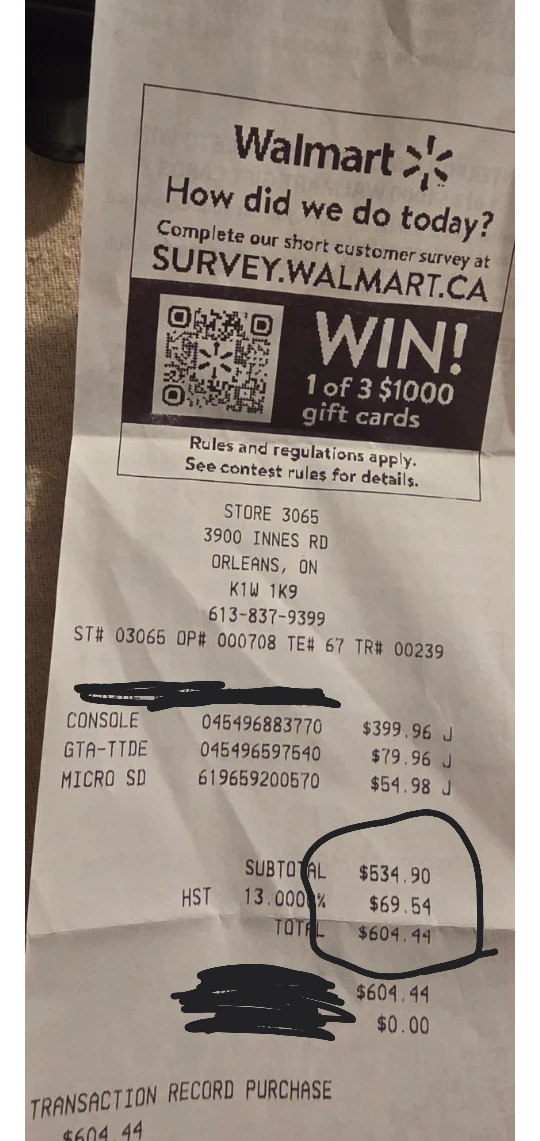 Walmart
How did we do today?
Complete our short customer survey at
SURVEY.WALMART.CA
WIN!
1 of 3 $1000
gift cards
Rules and regulations apply.
See contest rules for details.
STORE 3065
3900 INNES RD
ORLEANS, ON
K1W 1K9
613-837-9399
ST# 03065 OP# 000708 TE# 67 TR# 00239
CONSOLE 045496883770 $399.96 J
GTA-TTDE 045496597540 $79.96 J
MICRO SD 619659200570 $54.98 J
SUBTOTAL $534.90
HST 13.0000% $69.54
TOTAL $604.44
$604.44
$0.00
TRANSACTION RECORD PURCHASE
$604.44